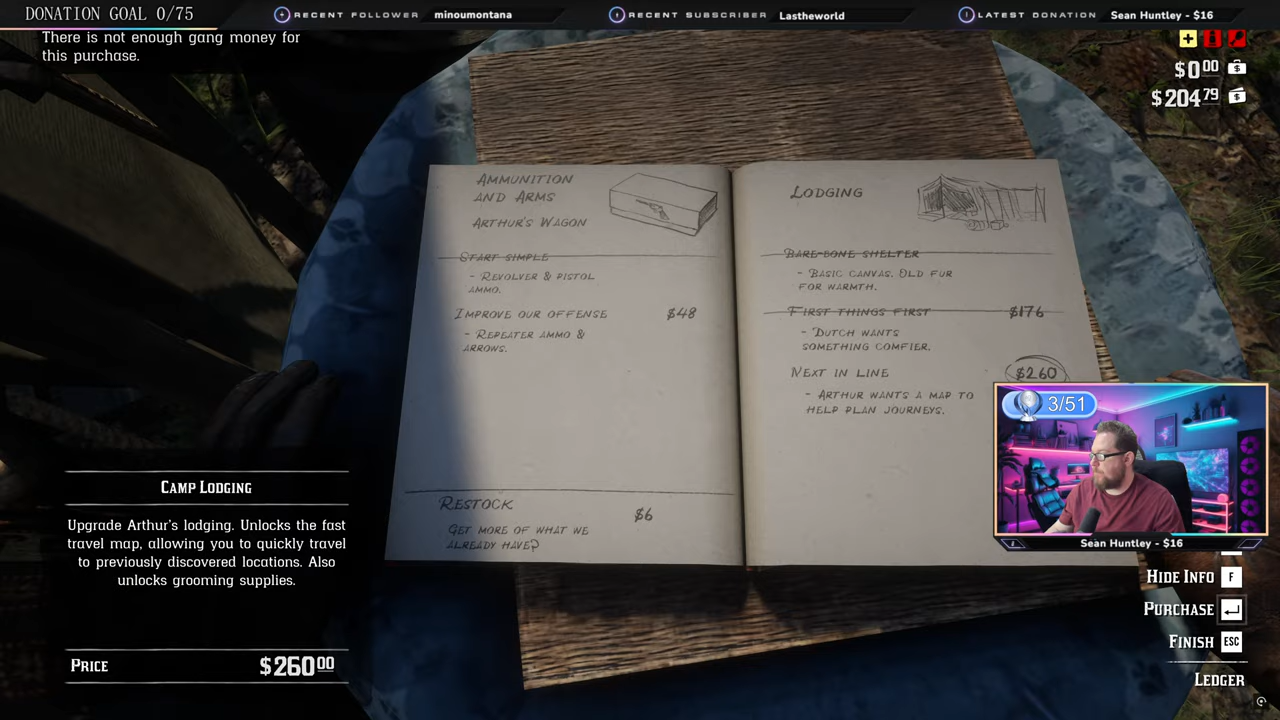 DONATION GOAL 0/75
RECENT FOLLOWER minoumontana
RECENT SUBSCRIBER Lastheworld
LATEST DONATION Sean Huntley - $16
There is not enough gang money for
this purchase.
$0.00
$204.79
AMMUNITION
AND ARMS
ARTHUR'S WAGON
START SIMPLE
- REVOLVER & PISTOL
AMMO.
IMPROVE OUR OFFENSE $48
- REPEATER AMMO &
ARROWS.
RESTOCK $6
GET MORE OF WHAT WE
ALREADY HAVE?
LODGING
BARE-BONE SHELTER
- BASIC CANVAS. OLD FUR
FOR WARMTH.
FIRST THINGS FIRST $176
- DUTCH WANTS
SOMETHING COMFIER.
NEXT IN LINE $260
- ARTHUR WANTS A MAP TO
HELP PLAN JOURNEYS.
3/51
Sean Huntley - $16
CAMP LODGING
Upgrade Arthur's lodging. Unlocks the fast
travel map, allowing you to quickly travel
to previously discovered locations. Also
unlocks grooming supplies.
PRICE $260.00
HIDE INFO F
PURCHASE
FINISH ESC
LEDGER